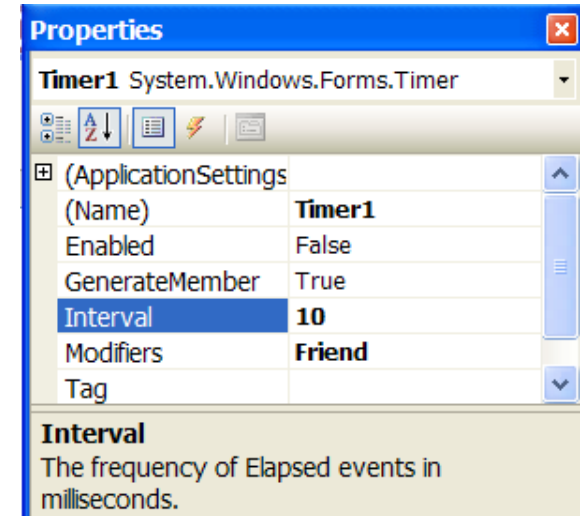 Properties
Timer1 System.Windows.Forms.Timer
A
Z
(ApplicationSettings
(Name) Timer1
Enabled False
GenerateMember True
Interval 10
Modifiers Friend
Tag
Interval
The frequency of Elapsed events in
milliseconds.